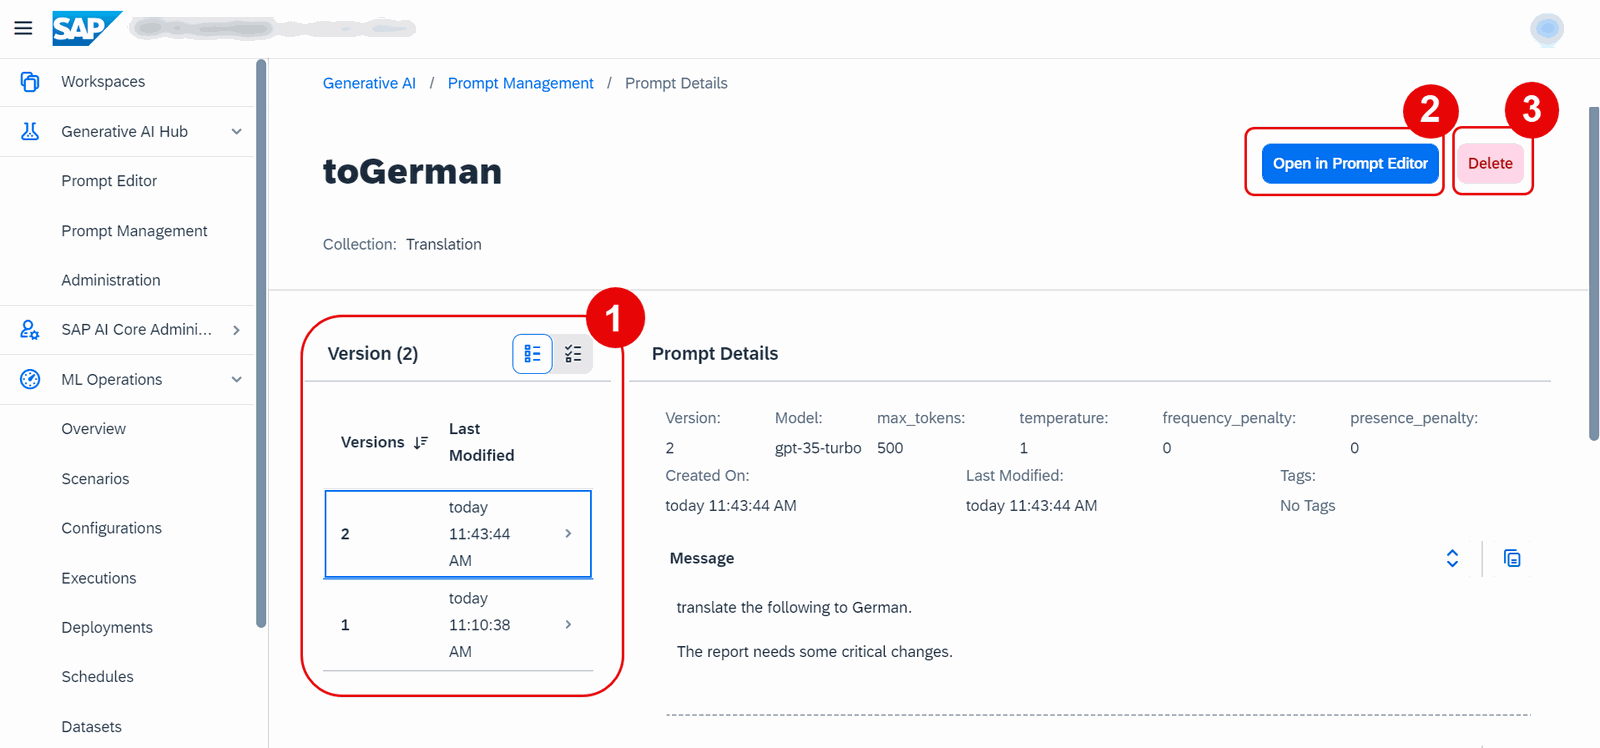 SAP
Workspaces
Generative AI Hub
Prompt Editor
Prompt Management
Administration
SAP AI Core Admini...
ML Operations
Overview
Scenarios
Configurations
Executions
Deployments
Schedules
Datasets
Generative AI / Prompt Management / Prompt Details
toGerman
2
Open in Prompt Editor
3
Delete
Collection: Translation
1
Version (2)
Versions Last Modified
2 today 11:43:44 AM
1 today 11:10:38 AM
Prompt Details
Version: Model: max_tokens: temperature: frequency_penalty: presence_penalty:
2 gpt-35-turbo 500 1 0 0
Created On: Last Modified: Tags:
today 11:43:44 AM today 11:43:44 AM No Tags
Message
translate the following to German.
The report needs some critical changes.